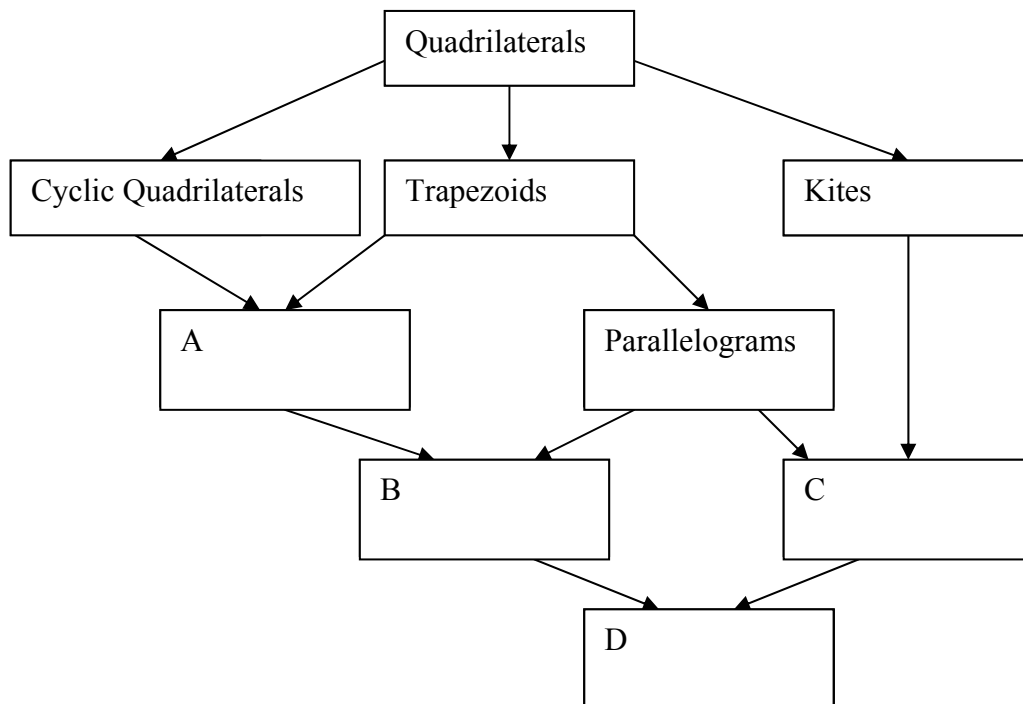 Quadrilaterals
Cyclic Quadrilaterals
Trapezoids
Kites
A
Parallelograms
B
C
D